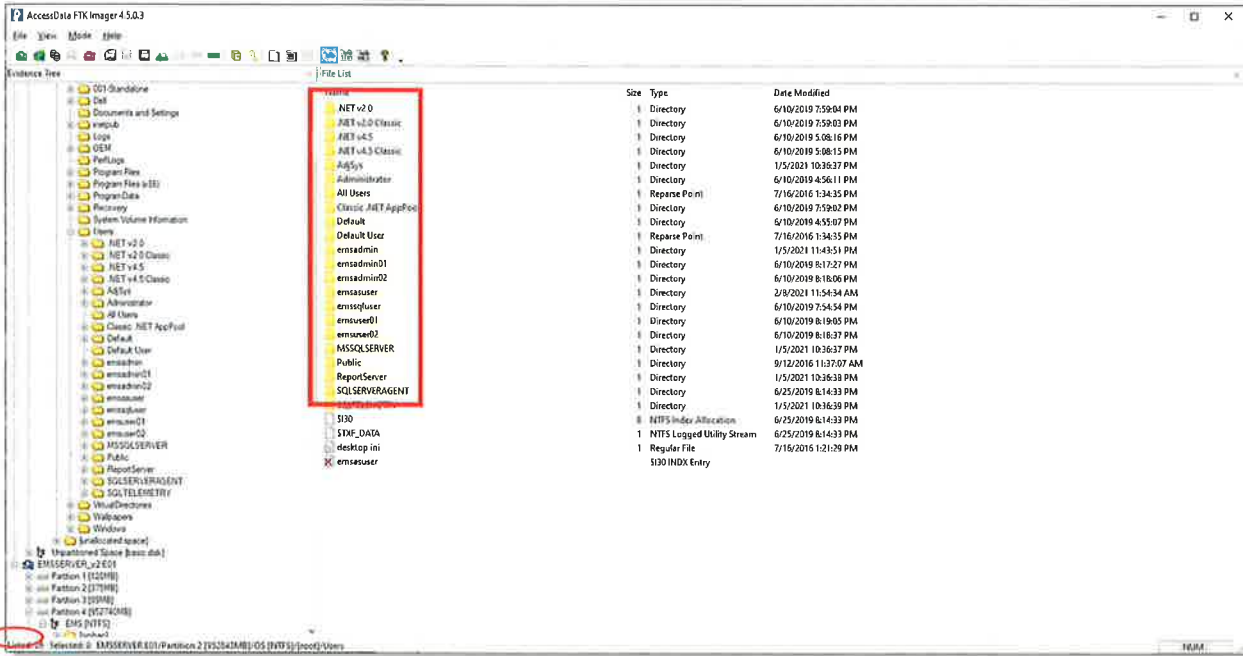 AccessData FTK Imager 4.5.0.3
File View Mode Help
Evidence Tree
File List
001-Standalone
Dell
Documents and Settings
inetpub
Logs
OEM
PerfLogs
Program Files
Program Files (x86)
ProgramData
Recovery
System Volume Information
Users
.NET v2.0
.NET v2.0 Classic
.NET v4.5
.NET v4.5 Classic
AdjSys
Administrator
All Users
Classic .NET AppPool
Default
Default User
emsadmin
emsadmin01
emsadmin02
emsasuser
emssqluser
emsuser01
emsuser02
MSSQLSERVER
Public
ReportServer
SQLSERVERAGENT
SQLTELEMETRY
VirtualDirectories
Wallpapers
Windows
[unallocated space]
Unpartitioned Space [basic disk]
EMSSERVER_v2.E01
Partition 1 [120MB]
Partition 2 [375MB]
Partition 3 [99MB]
Partition 4 [952740MB]
EMS [NTFS]
Name Size Type Date Modified
.NET v2.0 1 Directory 6/10/2019 7:59:04 PM
.NET v2.0 Classic 1 Directory 6/10/2019 7:59:03 PM
.NET v4.5 1 Directory 6/10/2019 5:08:16 PM
.NET v4.5 Classic 1 Directory 6/10/2019 5:08:15 PM
AdjSys 1 Directory 1/5/2021 10:36:37 PM
Administrator 1 Directory 6/10/2019 4:56:11 PM
All Users 1 Reparse Point 7/16/2016 1:34:35 PM
Classic .NET AppPool 1 Directory 6/10/2019 7:59:02 PM
Default 1 Directory 6/10/2019 4:55:07 PM
Default User 1 Reparse Point 7/16/2016 1:34:35 PM
emsadmin 1 Directory 1/5/2021 11:43:51 PM
emsadmin01 1 Directory 6/10/2019 8:17:27 PM
emsadmin02 1 Directory 6/10/2019 8:18:06 PM
emsasuser 1 Directory 2/8/2021 11:54:34 AM
emssqluser 1 Directory 6/10/2019 7:54:54 PM
emsuser01 1 Directory 6/10/2019 8:19:05 PM
emsuser02 1 Directory 6/10/2019 8:18:37 PM
MSSQLSERVER 1 Directory 1/5/2021 10:36:37 PM
Public 1 Directory 9/12/2016 11:37:07 AM
ReportServer 1 Directory 1/5/2021 10:36:38 PM
SQLSERVERAGENT 1 Directory 6/25/2019 8:14:33 PM
1 Directory 1/5/2021 10:36:39 PM
$I30 8 NTFS Index Allocation 6/25/2019 8:14:33 PM
$TXF_DATA 1 NTFS Logged Utility Stream 6/25/2019 8:14:33 PM
desktop.ini 1 Regular File 7/16/2016 1:21:29 PM
emsasuser $I30 INDX Entry
Selected: 0 EMSSERVER.E01/Partition 2 [952843MB]/OS [NTFS]/[root]/Users
NUM